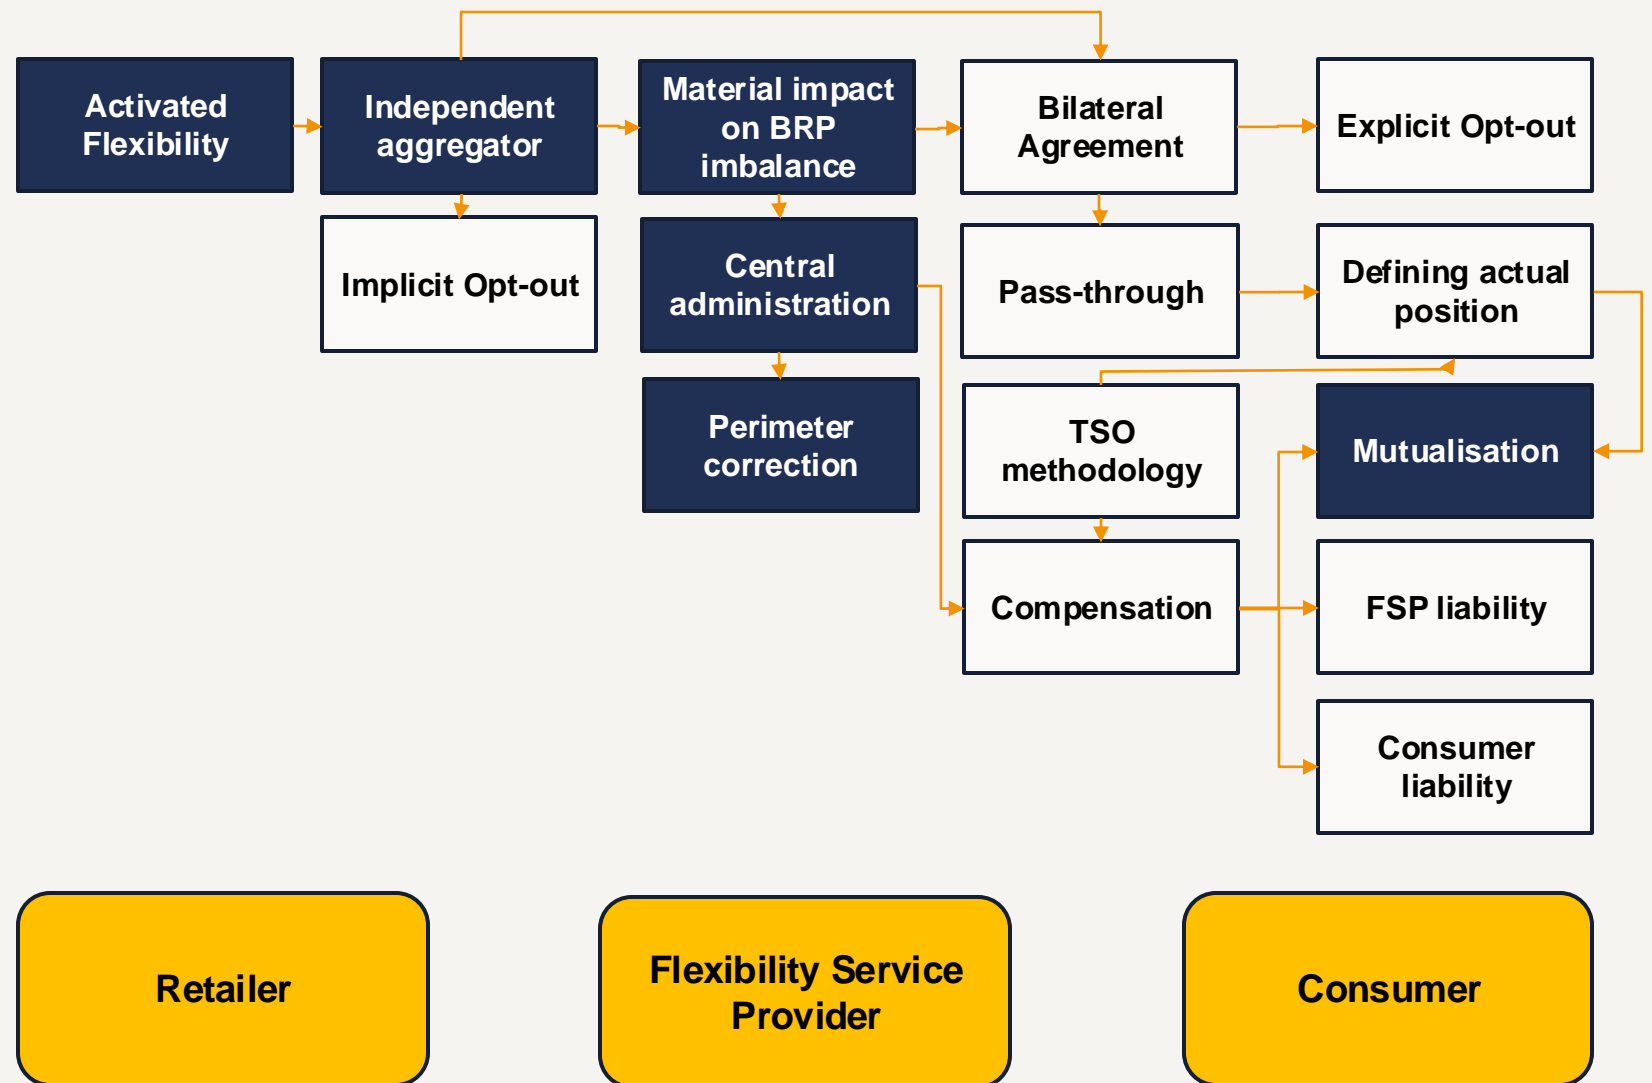 Activated
Flexibility
Independent
aggregator
Material impact
on BRP
imbalance
Bilateral
Agreement
Explicit Opt-out
Implicit Opt-out
Central
administration
Pass-through
Defining actual
position
Perimeter
correction
TSO
methodology
Mutualisation
Compensation
FSP liability
Consumer
liability
Retailer
Flexibility Service
Provider
Consumer